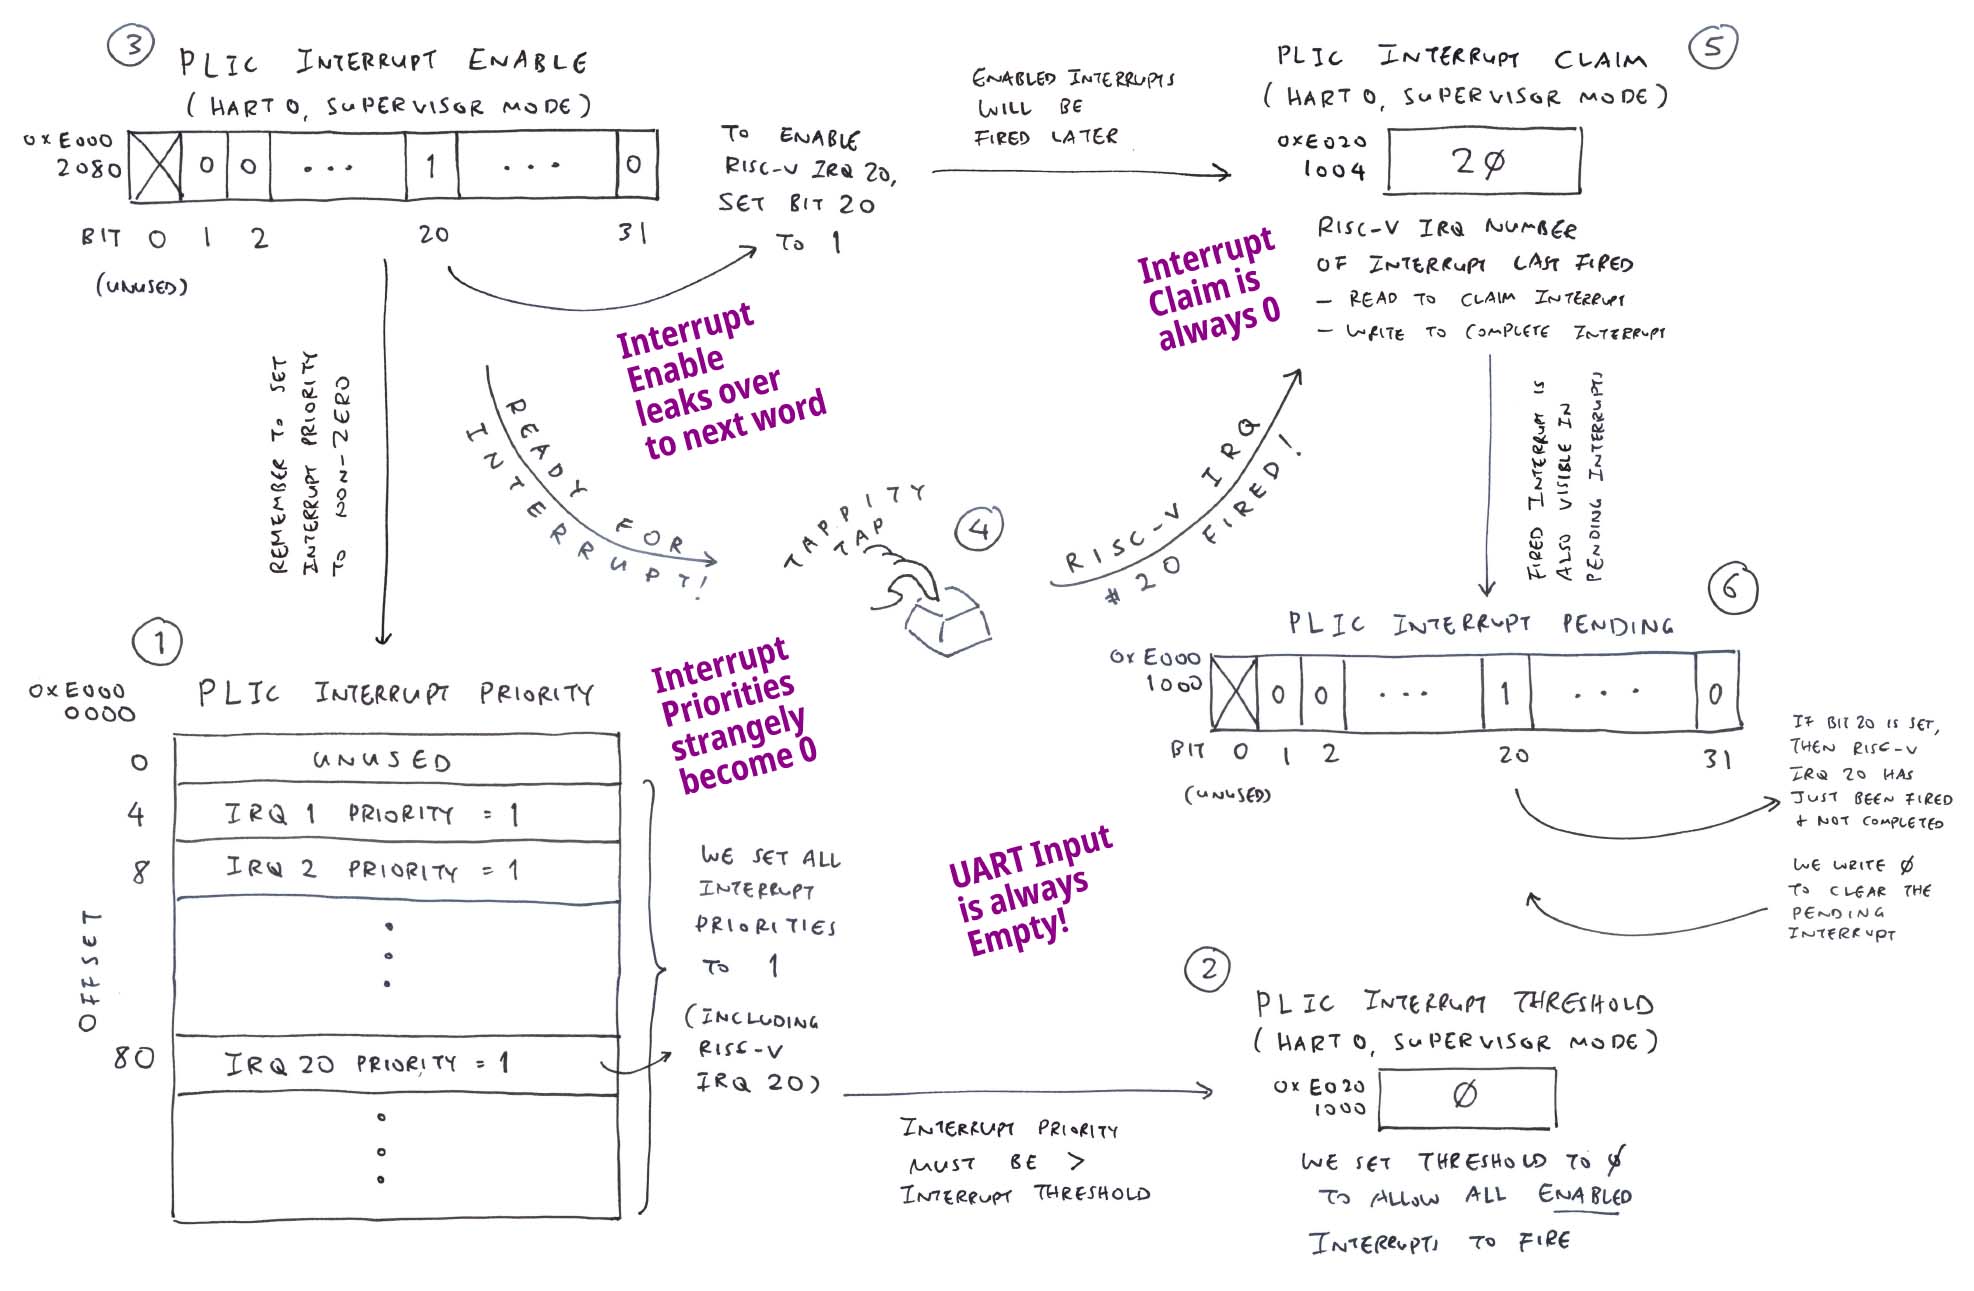 3
PLIC INTERRUPT ENABLE
(HART 0, SUPERVISOR MODE)
0xE000
2080
0 0 ... 1 ... 0
BIT 0 1 2 20 31
(UNUSED)
TO ENABLE
RISC-V IRQ 20,
SET BIT 20
TO 1
ENABLED INTERRUPTS
WILL BE
FIRED LATER
5
PLIC INTERRUPT CLAIM
(HART 0, SUPERVISOR MODE)
0xE020
1004
20
RISC-V IRQ NUMBER
OF INTERRUPT LAST FIRED
- READ TO CLAIM INTERRUPT
- WRITE TO COMPLETE INTERRUPT
Interrupt
Claim is
always 0
Interrupt
Enable
leaks over
to next word
REMEMBER TO SET
INTERRUPT PRIORITY
TO NON-ZERO
READY FOR
INTERRUPT!
TAPPITY
TAP
4
RISC-V IRQ
#20 FIRED!
FIRED INTERRUPT IS
ALSO VISIBLE IN
PENDING INTERRUPTS
6
PLIC INTERRUPT PENDING
0xE000
1000
0 0 ... 1 ... 0
BIT 0 1 2 20 31
(UNUSED)
IF BIT 20 IS SET,
THEN RISC-V
IRQ 20 HAS
JUST BEEN FIRED
+ NOT COMPLETED
WE WRITE 0
TO CLEAR THE
PENDING
INTERRUPT
1
0xE000
0000
PLIC INTERRUPT PRIORITY
0 UNUSED
4 IRQ 1 PRIORITY = 1
8 IRQ 2 PRIORITY = 1
OFFSET
80 IRQ 20 PRIORITY = 1
Interrupt
Priorities
strangely
become 0
WE SET ALL
INTERRUPT
PRIORITIES
TO 1
(INCLUDING
RISC-V
IRQ 20)
UART Input
is always
Empty!
INTERRUPT PRIORITY
MUST BE >
INTERRUPT THRESHOLD
2
PLIC INTERRUPT THRESHOLD
(HART 0, SUPERVISOR MODE)
0xE020
1000
0
WE SET THRESHOLD TO 0
TO ALLOW ALL ENABLED
INTERRUPTS TO FIRE